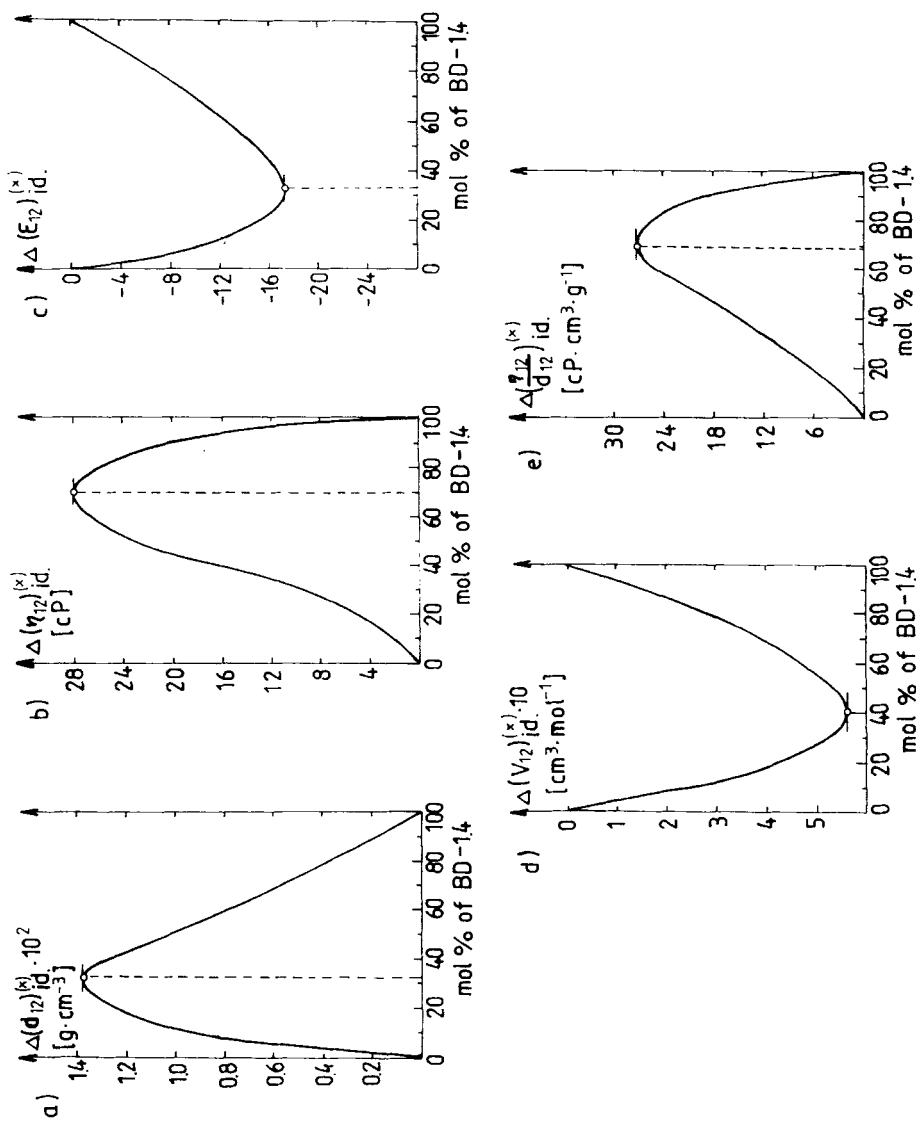 a)
Δ(d₁₂)⁽ˣ⁾id. · 10²
[g·cm⁻³]
1.4
1.2
1.0
0.8
0.6
0.4
0.2
0 20 40 60 80 100
mol % of BD-1.4
b)
Δ(η₁₂)⁽ˣ⁾id.
[cP]
28
24
20
16
12
8
4
0 20 40 60 80 100
mol % of BD-1.4
c)
Δ(E₁₂)⁽ˣ⁾id.
0
-4
-8
-12
-16
-20
-24
0 20 40 60 80 100
mol % of BD-1.4
d)
Δ(V₁₂)⁽ˣ⁾id. · 10
[cm³·mol⁻¹]
0
1
2
3
4
5
0 20 40 60 80 100
mol % of BD-1.4
e)
Δ(η₁₂/d₁₂)⁽ˣ⁾id.
[cP·cm³·g⁻¹]
30
24
18
12
6
0 20 40 60 80 100
mol % of BD-1.4